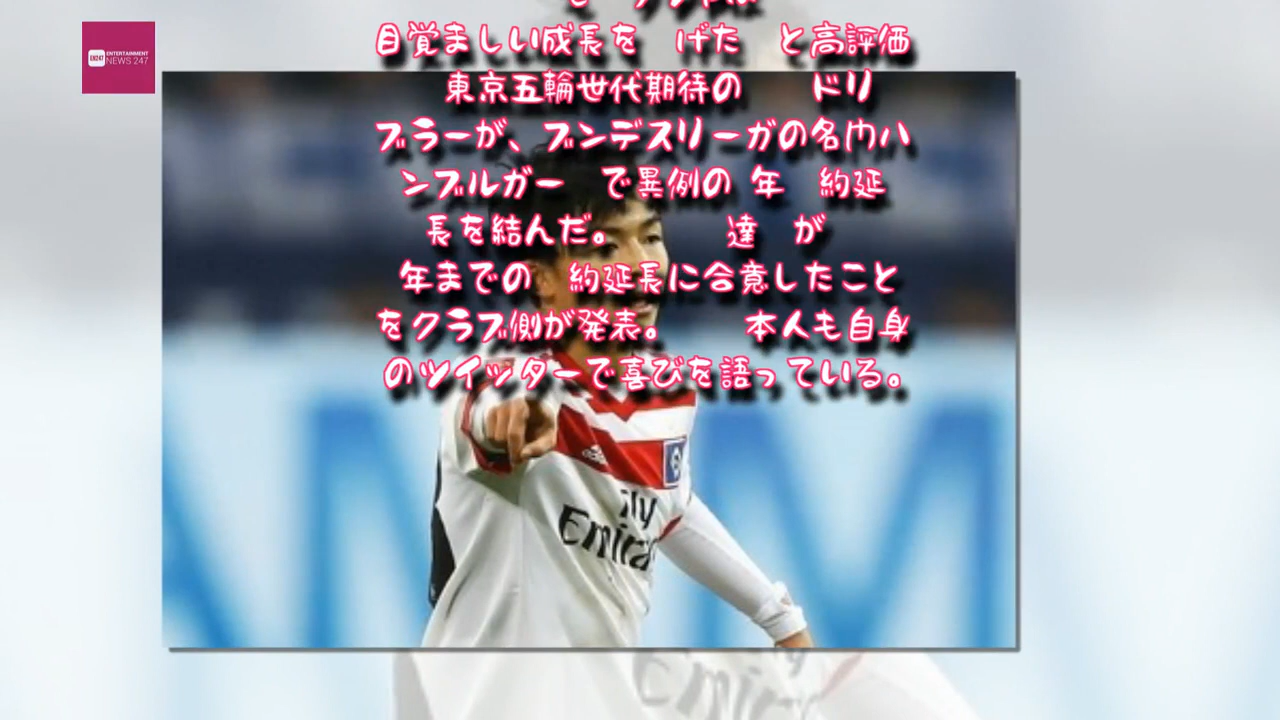 ENTERTAINMENT
EN247 NEWS 247
目覚ましい成長を　げた　と高評価
東京五輪世代期待の　　ドリ
ブラーが、ブンデスリーガの名門ハ
ンブルガー　で異例の 年　約延
長を結んだ。　　　達　が
年までの　約延長に合意したこと
をクラブ側が発表。　　本人も自身
のツイッターで喜びを語っている。
Fly
Emirates